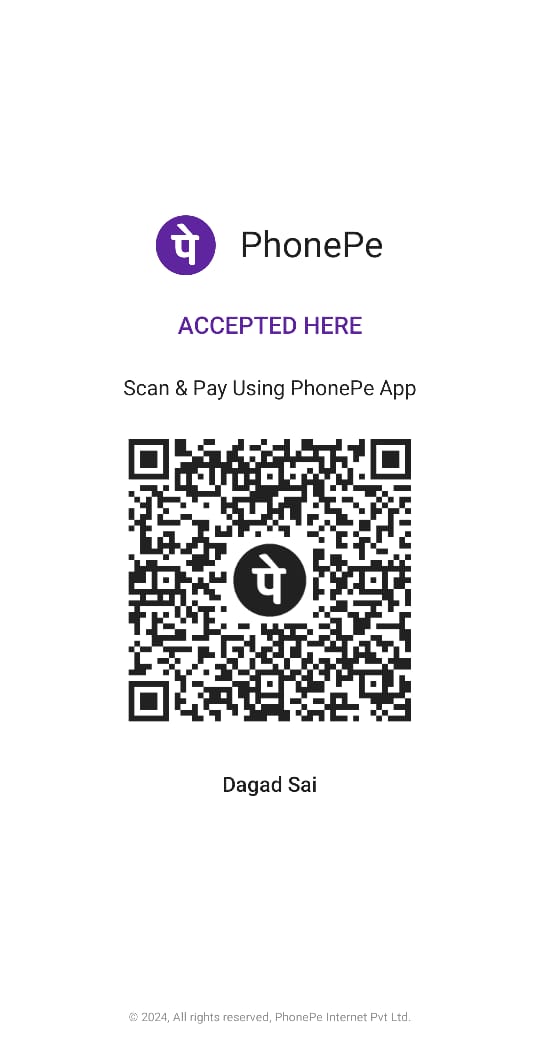 पे PhonePe
ACCEPTED HERE
Scan & Pay Using PhonePe App
पे
Dagad Sai
© 2024, All rights reserved, PhonePe Internet Pvt Ltd.